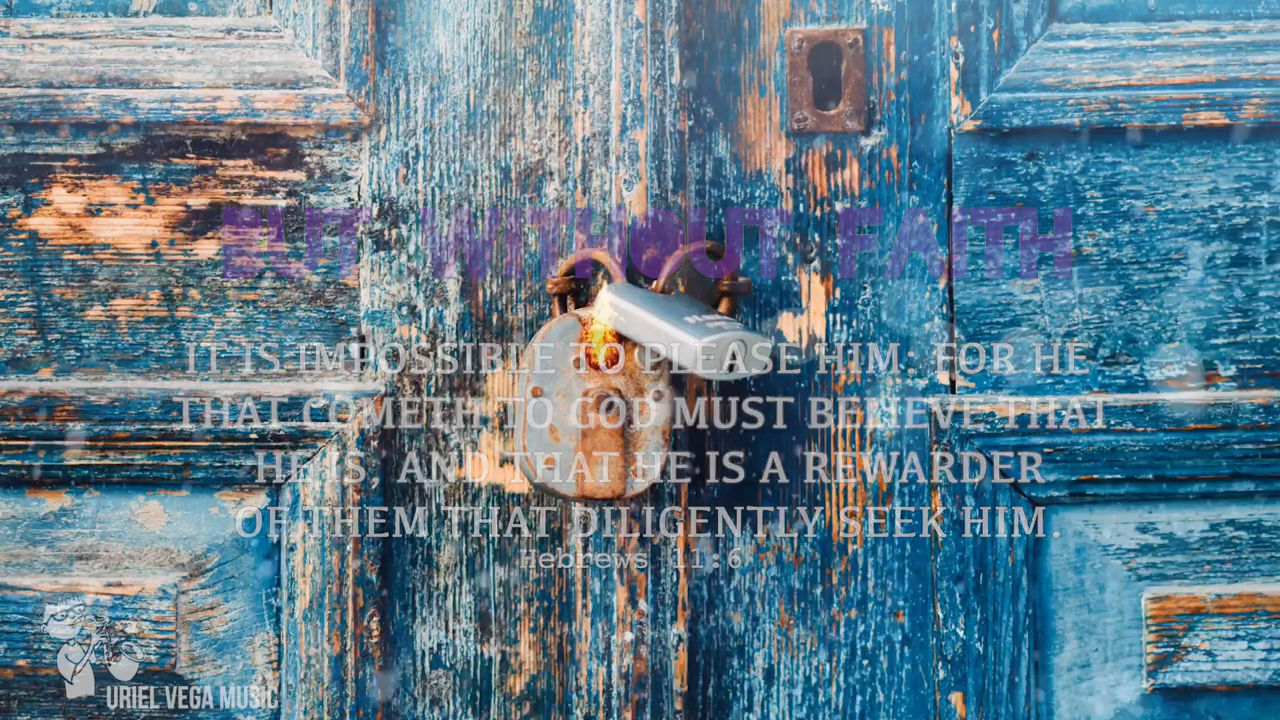 BUT WITHOUT FAITH
IT IS IMPOSSIBLE TO PLEASE HIM: FOR HE
THAT COMETH TO GOD MUST BELIEVE THAT
HE IS, AND THAT HE IS A REWARDER
OF THEM THAT DILIGENTLY SEEK HIM.
Hebrews 11:6
URIEL VEGA MUSIC